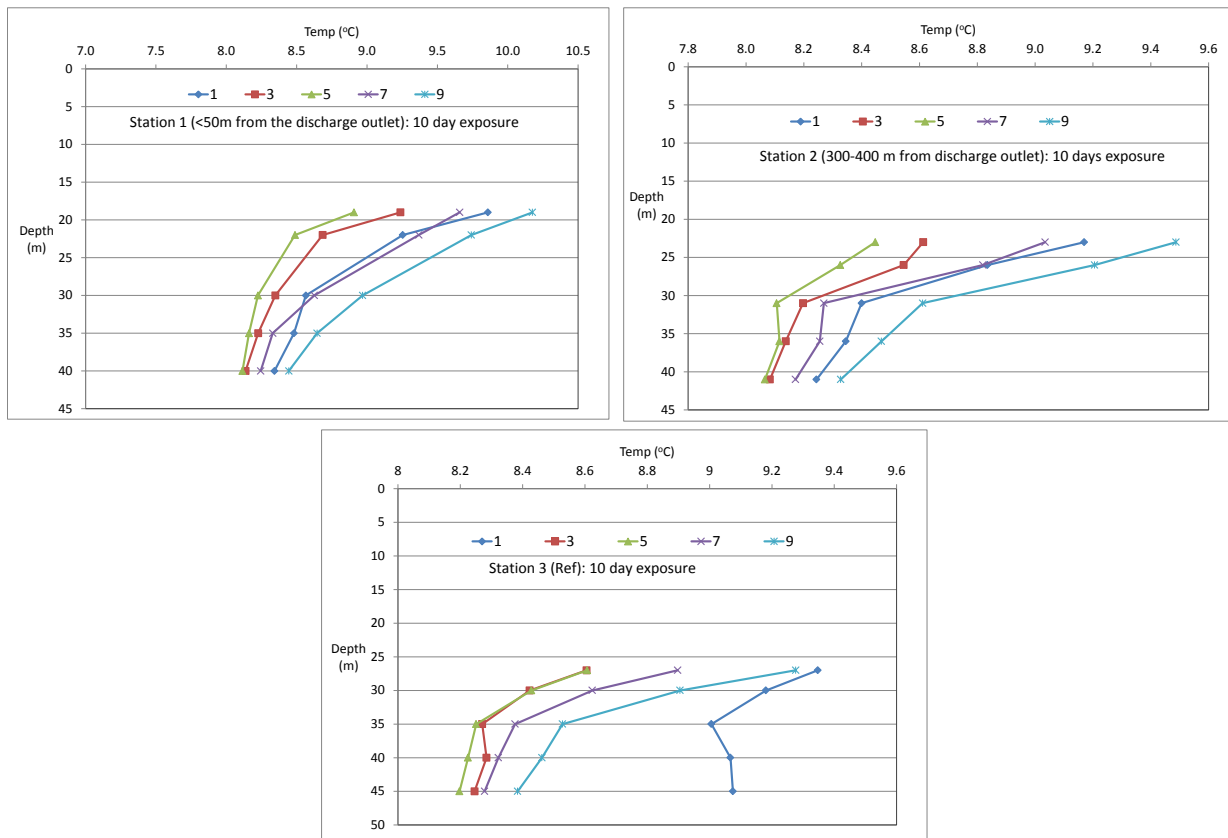 Temp (°C)
7.0 7.5 8.0 8.5 9.0 9.5 10.0 10.5
0
5
1 3 5 7 9
Station 1 (<50m from the discharge outlet): 10 day exposure
10
15
20
Depth
(m)
25
30
35
40
45
Temp (°C)
7.8 8.0 8.2 8.4 8.6 8.8 9.0 9.2 9.4 9.6
0
5
1 3 5 7 9
10
Station 2 (300-400 m from discharge outlet): 10 days exposure
15
Depth
(m)
20
25
30
35
40
45
Temp (°C)
8 8.2 8.4 8.6 8.8 9 9.2 9.4 9.6
0
5
1 3 5 7 9
10
Station 3 (Ref): 10 day exposure
15
20
Depth
(m)
25
30
35
40
45
50